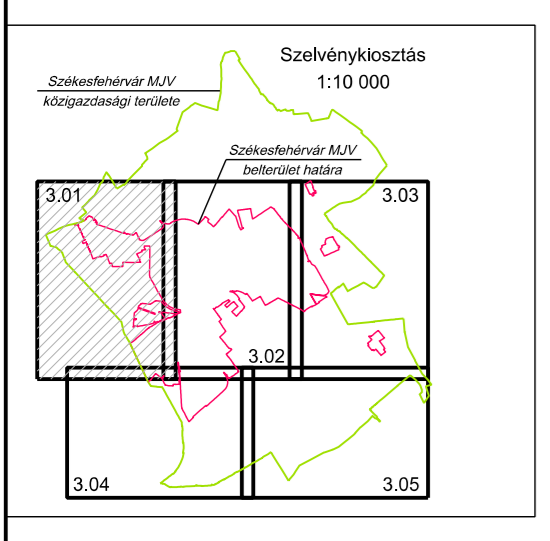 Szelvénykiosztás
1:10 000
Székesfehérvár MJV
közigazdasági területe
Székesfehérvár MJV
belterület határa
3.01
3.03
3.02
3.04
3.05